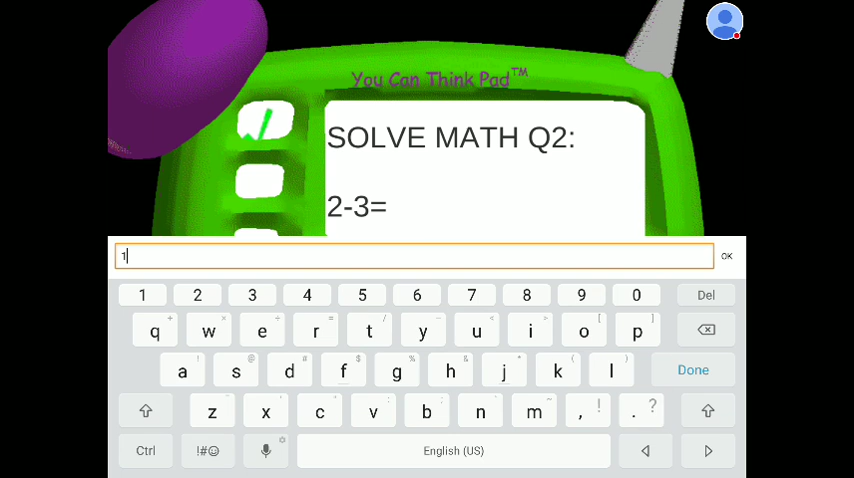 You Can Think Pad™
SOLVE MATH Q2:
2-3=
1
OK
1 2 3 4 5 6 7 8 9 0 Del
q w e r t y u i o p
a s d f g h j k l Done
z x c v b n m , ! . ?
Ctrl !#☺ English (US)